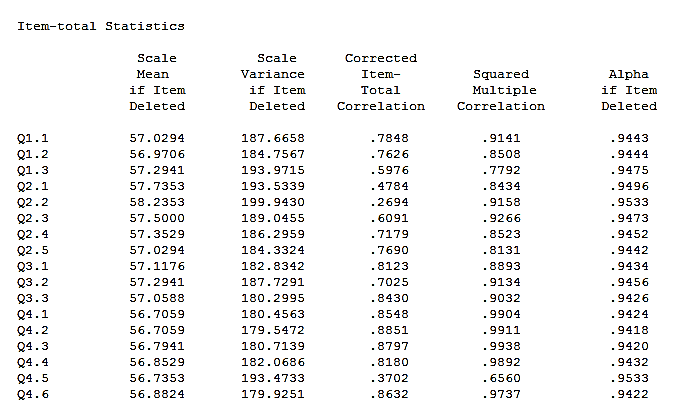 Item-total Statistics
Scale Scale Corrected
Mean Variance Item- Squared Alpha
if Item if Item Total Multiple if Item
Deleted Deleted Correlation Correlation Deleted
Q1.1 57.0294 187.6658 .7848 .9141 .9443
Q1.2 56.9706 184.7567 .7626 .8508 .9444
Q1.3 57.2941 193.9715 .5976 .7792 .9475
Q2.1 57.7353 193.5339 .4784 .8434 .9496
Q2.2 58.2353 199.9430 .2694 .9158 .9533
Q2.3 57.5000 189.0455 .6091 .9266 .9473
Q2.4 57.3529 186.2959 .7179 .8523 .9452
Q2.5 57.0294 184.3324 .7690 .8131 .9442
Q3.1 57.1176 182.8342 .8123 .8893 .9434
Q3.2 57.2941 187.7291 .7025 .9134 .9456
Q3.3 57.0588 180.2995 .8430 .9032 .9426
Q4.1 56.7059 180.4563 .8548 .9904 .9424
Q4.2 56.7059 179.5472 .8851 .9911 .9418
Q4.3 56.7941 180.7139 .8797 .9938 .9420
Q4.4 56.8529 182.0686 .8180 .9892 .9432
Q4.5 56.7353 193.4733 .3702 .6560 .9533
Q4.6 56.8824 179.9251 .8632 .9737 .9422